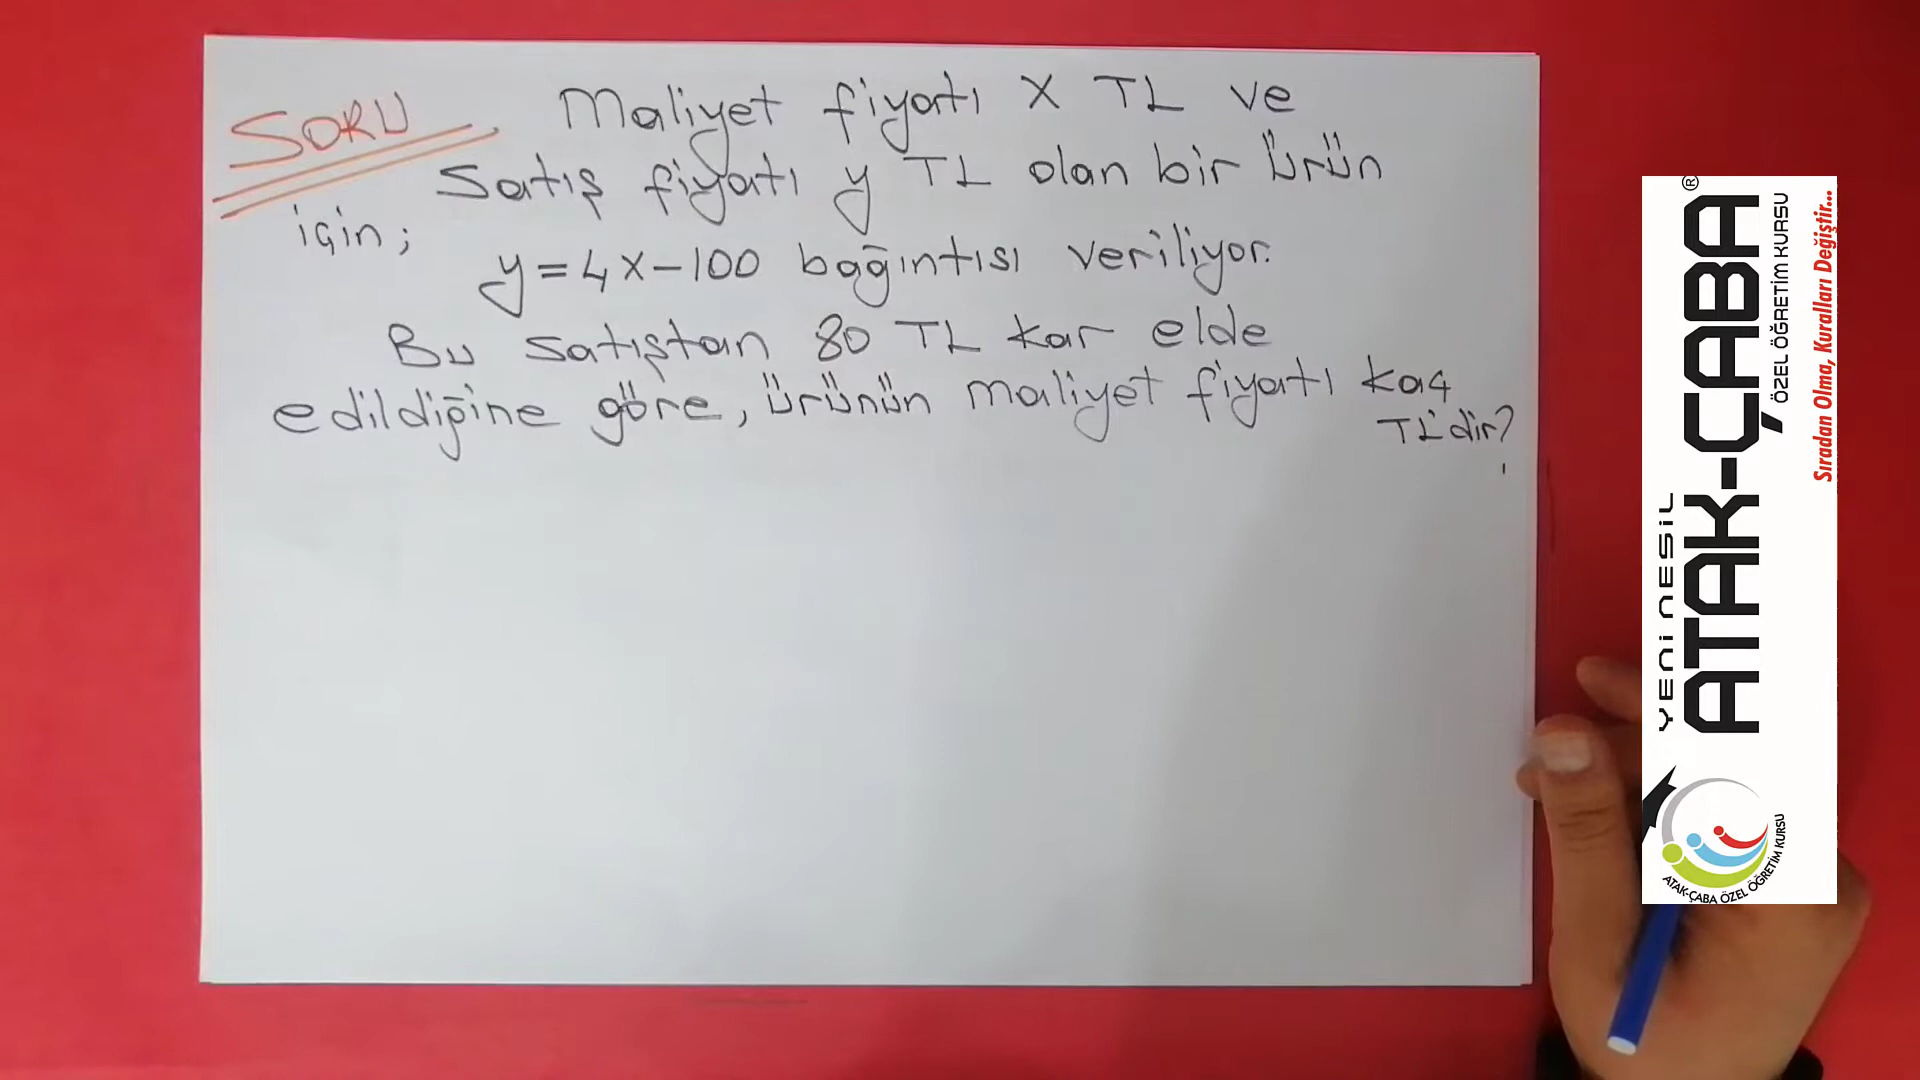 SORU
Maliyet fiyatı x TL ve
Satış fiyatı y TL olan bir ürün
için;
y=4x-100 bağıntısı veriliyor.
Bu satıştan 80 TL kar elde
edildiğine göre, ürünün maliyet fiyatı kaç
TL'dir?
YENİ NESİL
ATAK-ÇABA®
ÖZEL ÖĞRETİM KURSU
Sıradan Olma, Kuralları Değiştir...
ATAK-ÇABA ÖZEL ÖĞRETİM KURSU